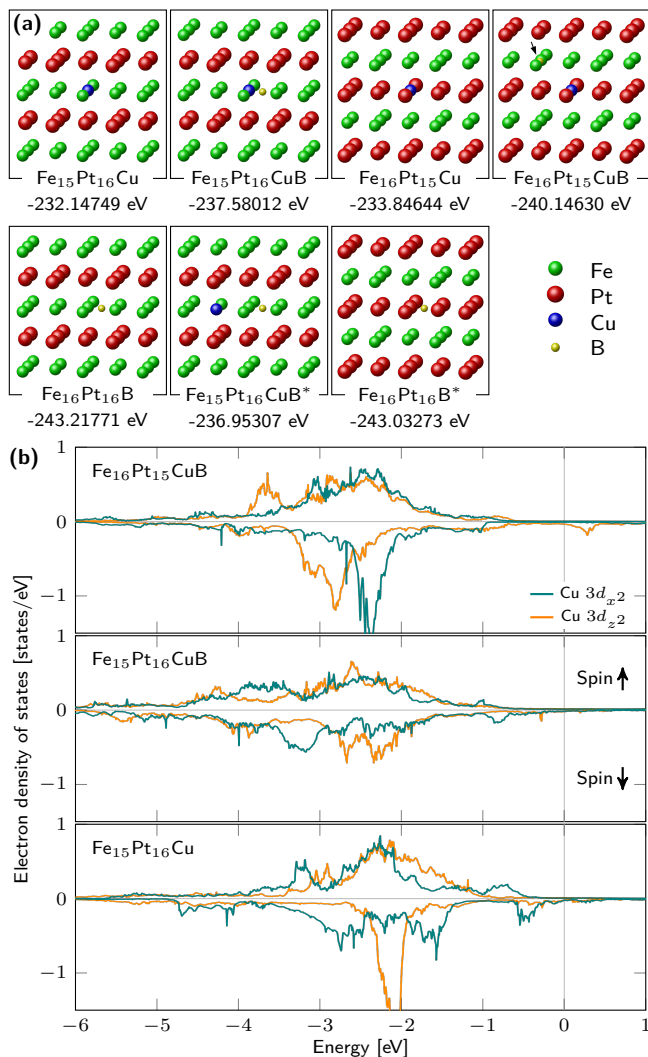 (a)
Fe₁₅Pt₁₆Cu Fe₁₅Pt₁₆CuB Fe₁₆Pt₁₅Cu Fe₁₆Pt₁₅CuB
-232.14749 eV -237.58012 eV -233.84644 eV -240.14630 eV
Fe
Pt
Cu
B
Fe₁₆Pt₁₆B Fe₁₅Pt₁₆CuB* Fe₁₆Pt₁₆B*
-243.21771 eV -236.95307 eV -243.03273 eV
(b)
Electron density of states [states/eV]
1
Fe₁₆Pt₁₅CuB
0
Cu 3dₓ2
Cu 3d_z2
−1
1
Fe₁₅Pt₁₆CuB
Spin
0
Spin
−1
1
Fe₁₅Pt₁₆Cu
0
−1
−6 −5 −4 −3 −2 −1 0 1
Energy [eV]